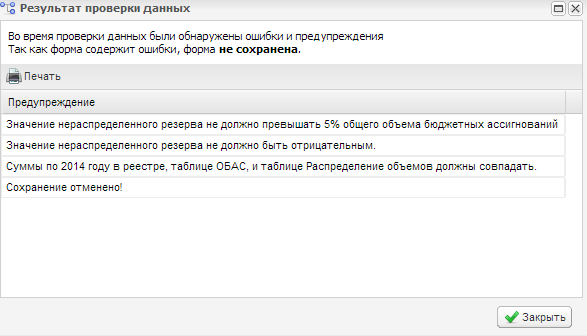 Результат проверки данных
Во время проверки данных были обнаружены ошибки и предупреждения
Так как форма содержит ошибки, форма не сохранена.
Печать
Предупреждение
Значение нераспределенного резерва не должно превышать 5% общего объема бюджетных ассигнований
Значение нераспределенного резерва не должно быть отрицательным.
Суммы по 2014 году в реестре, таблице ОБАС, и таблице Распределение объемов должны совпадать.
Сохранение отменено!
Закрыть